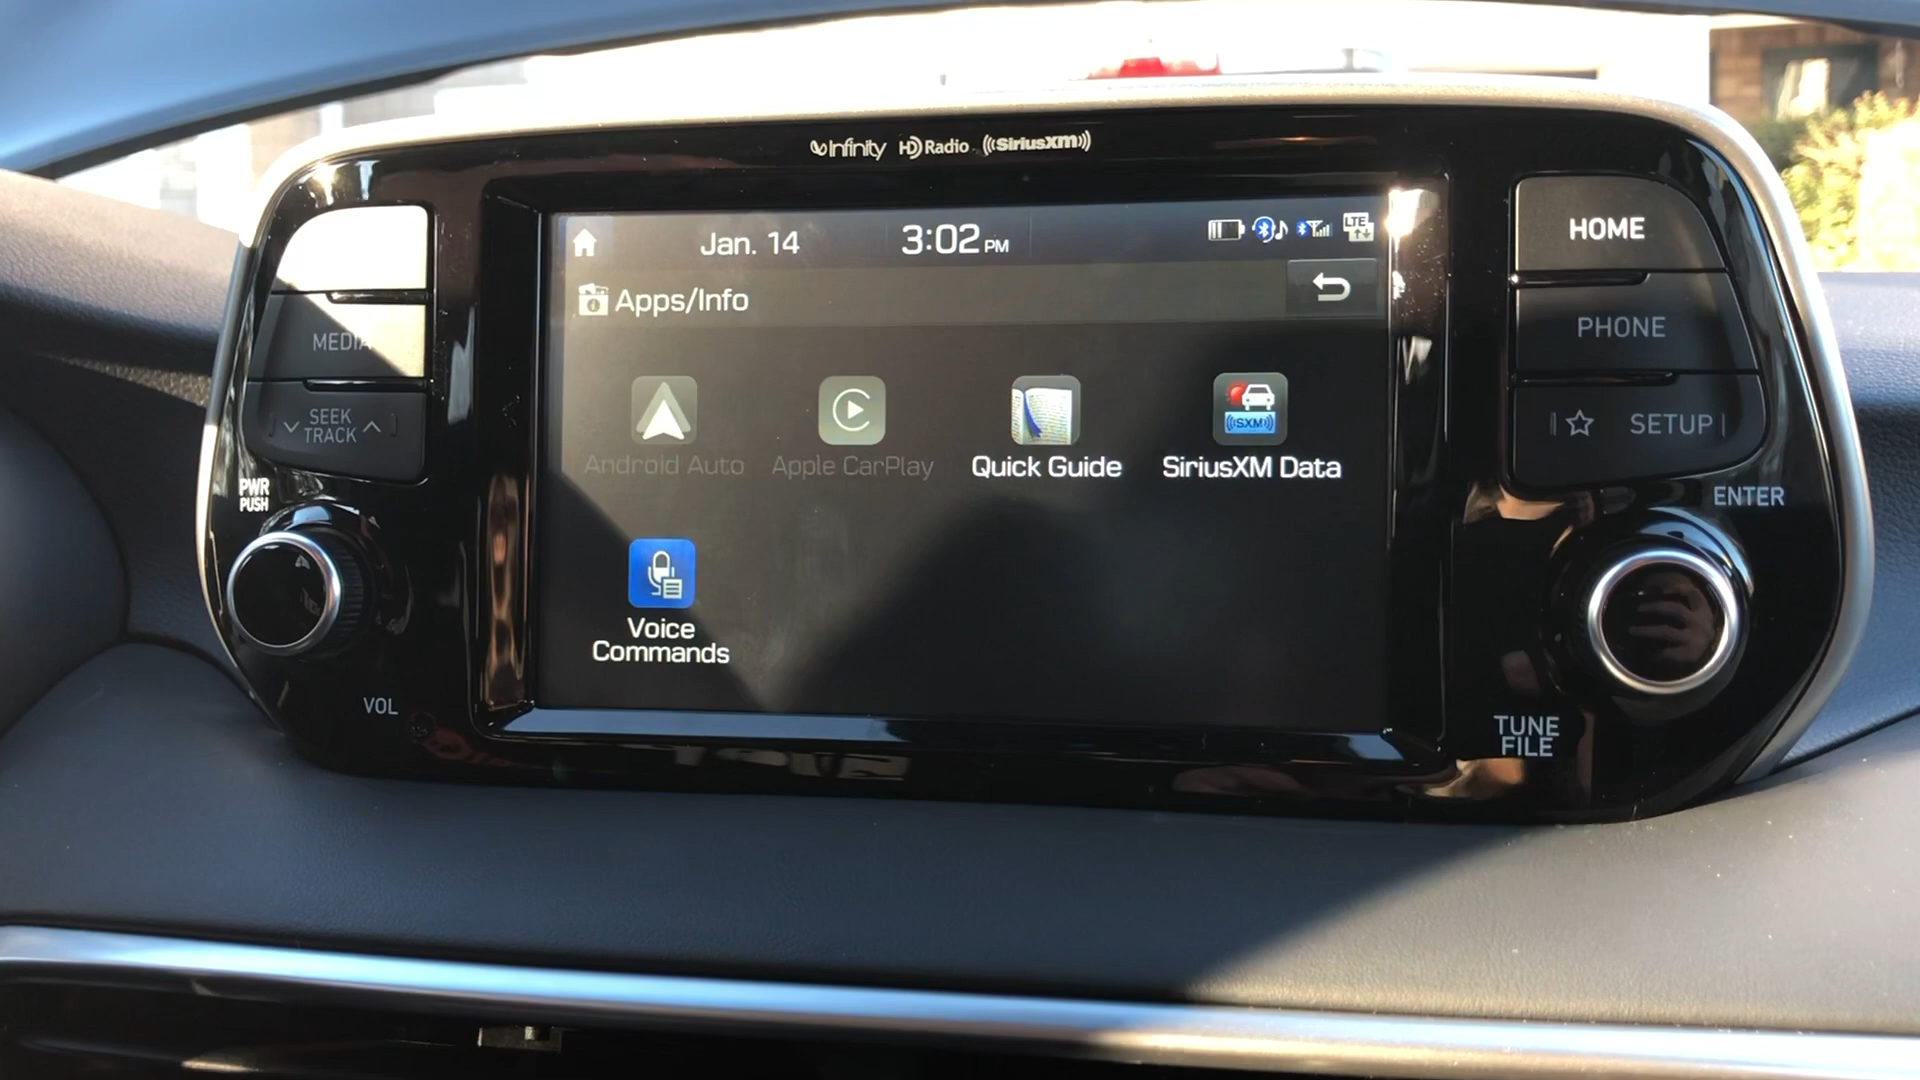 Infinity HD Radio ((SiriusXM))
Jan. 14 3:02 PM
LTE
Apps/Info
Android Auto Apple CarPlay Quick Guide SiriusXM Data
((SXM))
Voice
Commands
MEDIA
SEEK
TRACK
PWR
PUSH
VOL
HOME
PHONE
SETUP
ENTER
TUNE
FILE